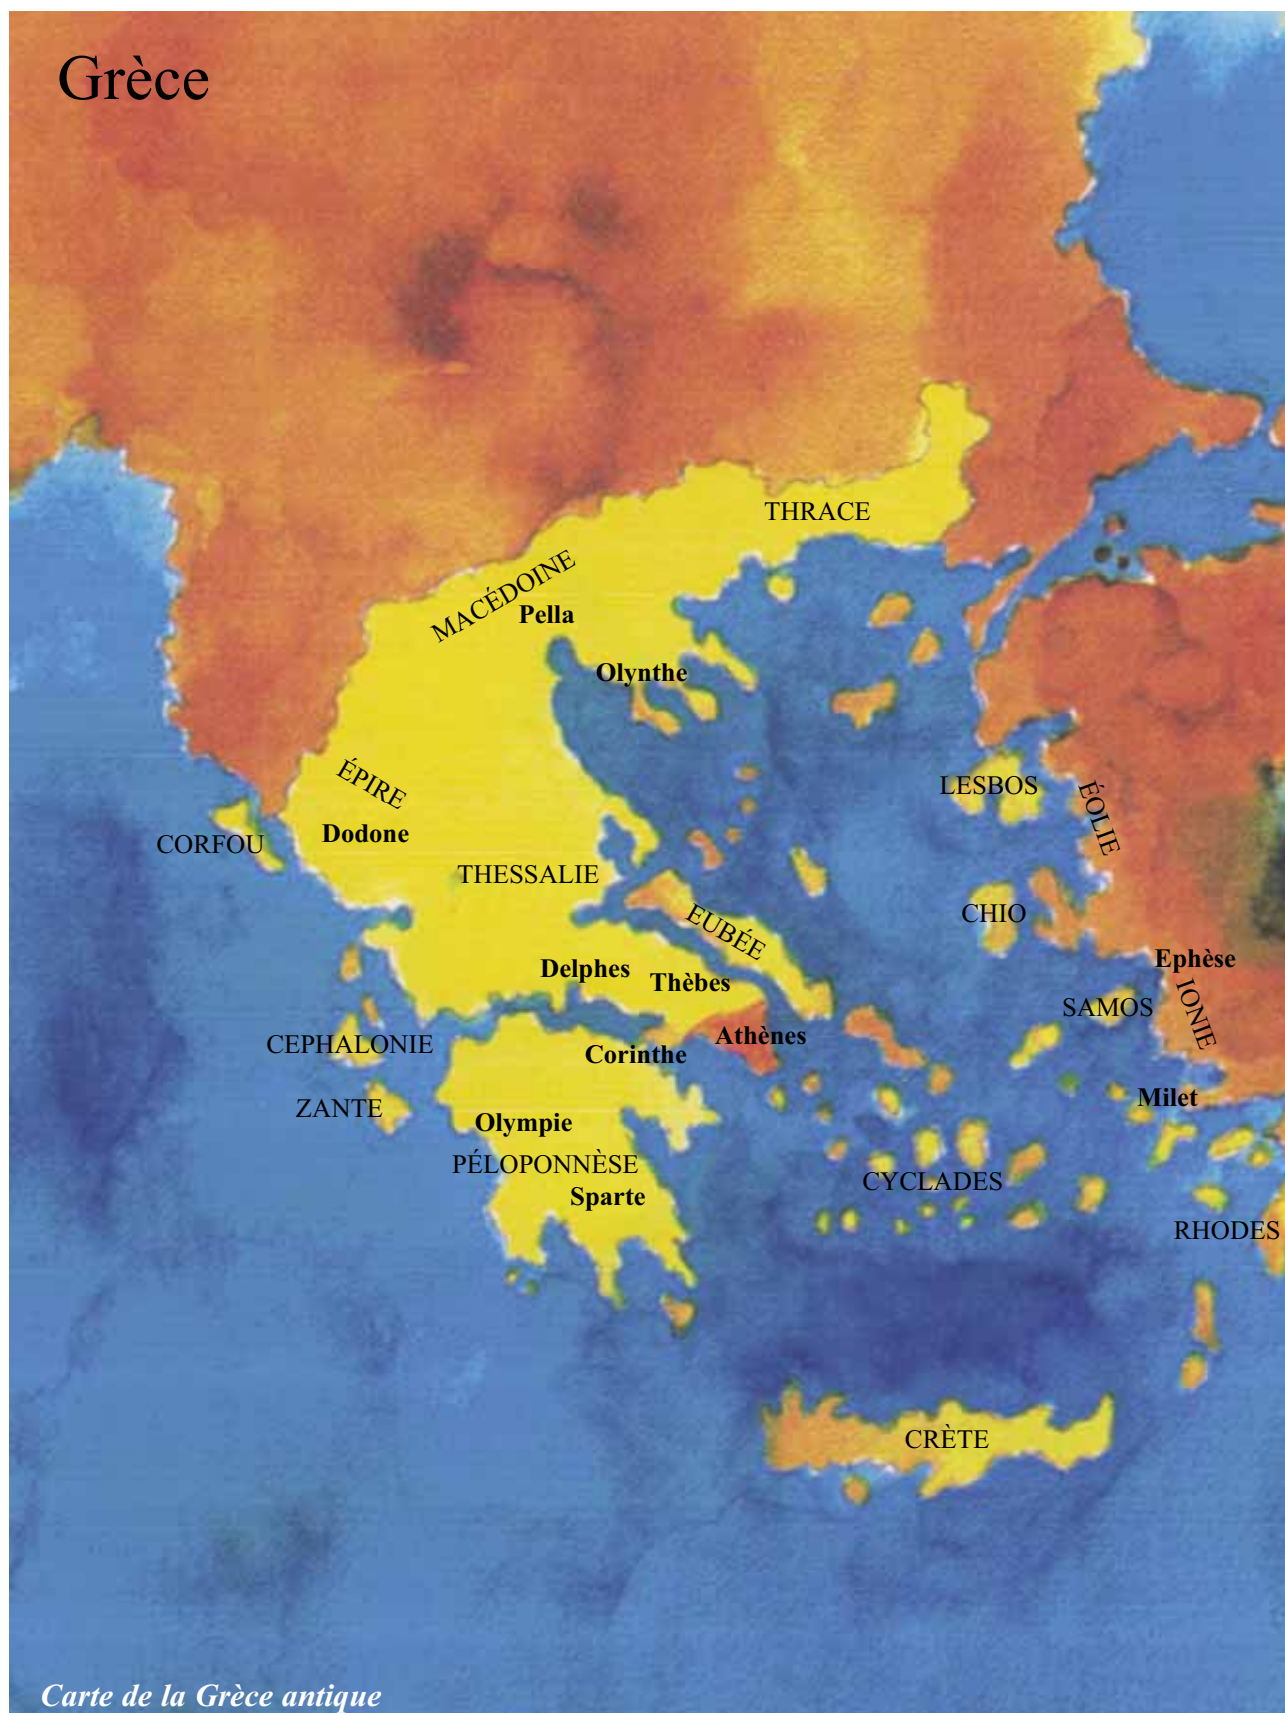 Grèce
THRACE
MACÉDOINE
Pella
Olynthe
ÉPIRE
LESBOS
ÉOLIE
Dodone
CORFOU
THESSALIE
CHIO
EUBÉE
Ephèse
Delphes
Thèbes
SAMOS
IONIE
Athènes
CEPHALONIE
Corinthe
Milet
ZANTE
Olympie
PÉLOPONNÈSE
CYCLADES
Sparte
RHODES
CRÈTE
Carte de la Grèce antique